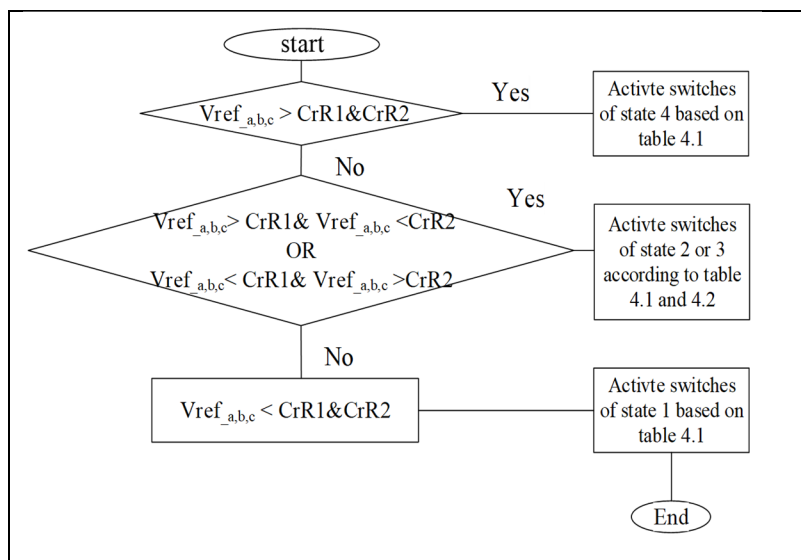 start
Vref_a,b,c > CrR1&CrR2
Yes
Activte switches
of state 4 based on
table 4.1
No
Vref_a,b,c> CrR1& Vref_a,b,c <CrR2
OR
Vref_a,b,c< CrR1& Vref_a,b,c >CrR2
Yes
Activte switches
of state 2 or 3
according to table
4.1 and 4.2
No
Vref_a,b,c < CrR1&CrR2
Activte switches
of state 1 based on
table 4.1
End